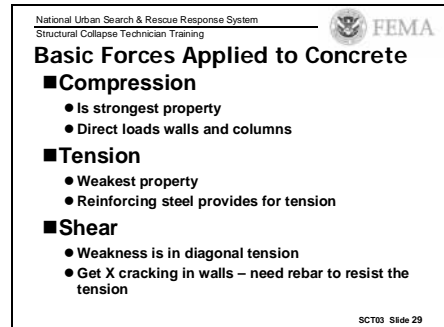 National Urban Search & Rescue Response System
Structural Collapse Technician Training
FEMA
Basic Forces Applied to Concrete
■Compression
● Is strongest property
● Direct loads walls and columns
■Tension
● Weakest property
● Reinforcing steel provides for tension
■Shear
● Weakness is in diagonal tension
● Get X cracking in walls – need rebar to resist the
tension
SCT03 Slide 29